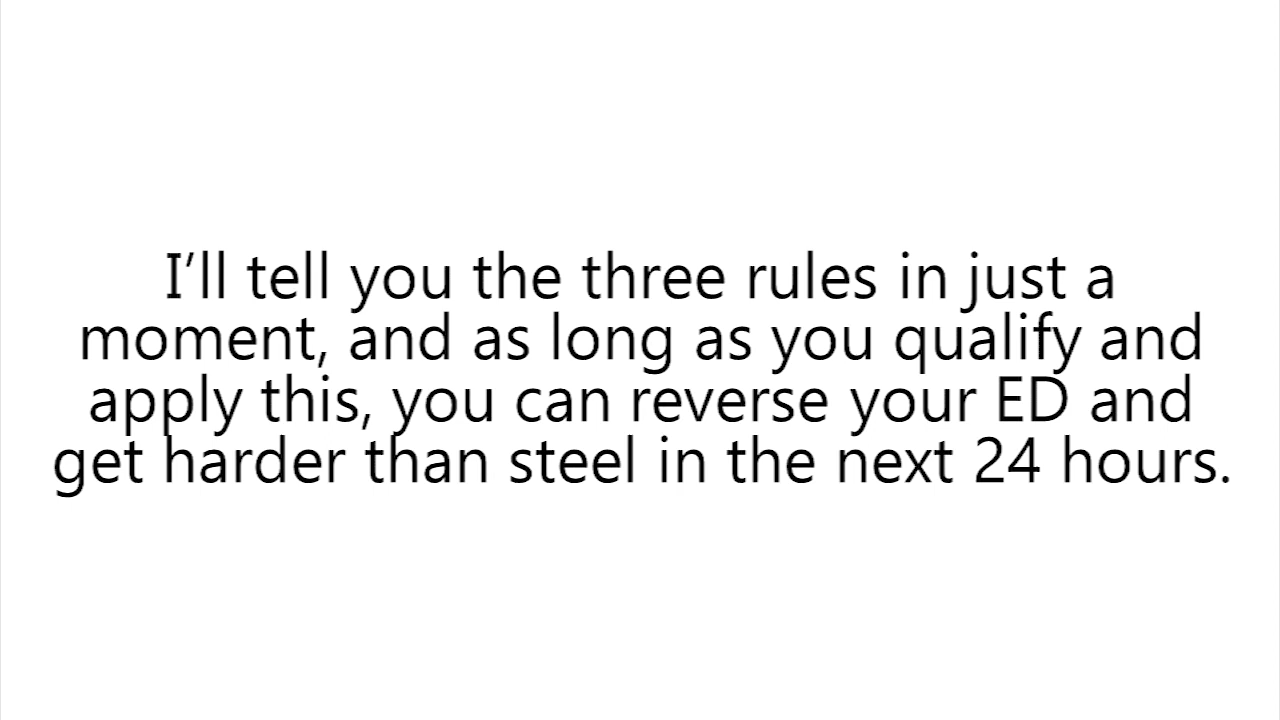 I’ll tell you the three rules in just a
moment, and as long as you qualify and
apply this, you can reverse your ED and
get harder than steel in the next 24 hours.